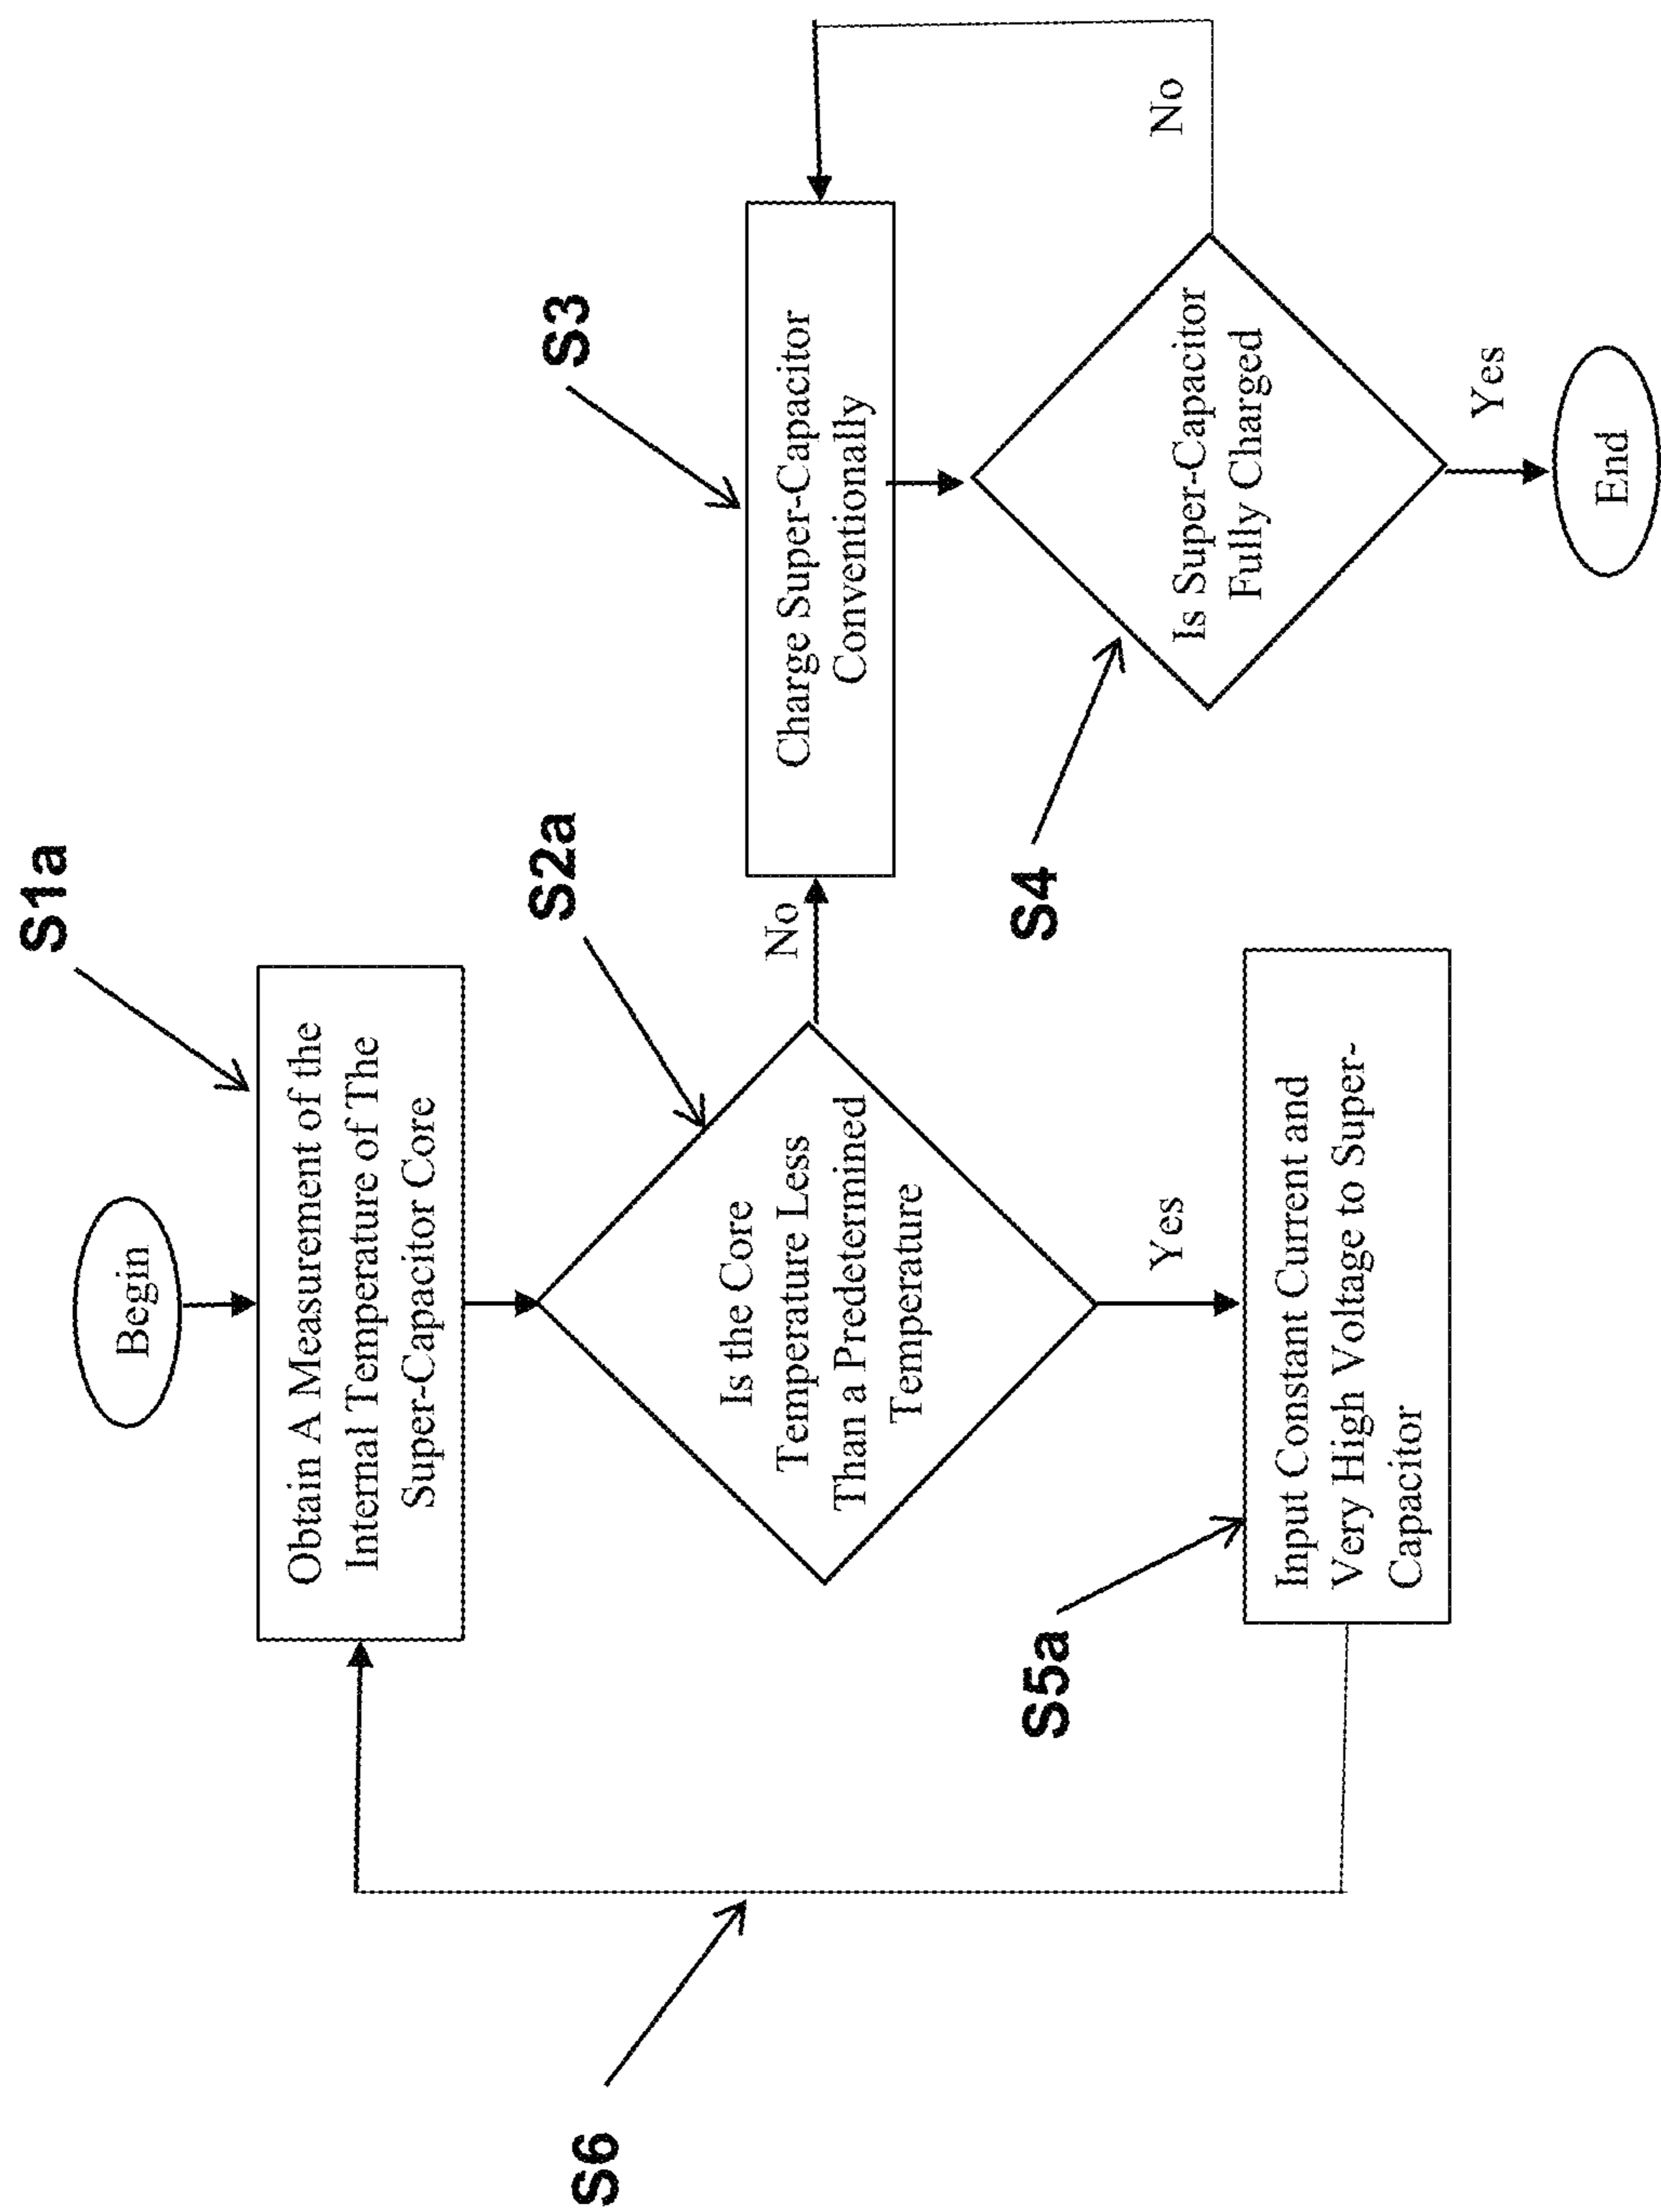 Begin
S1a
Obtain A Measurement of the
Internal Temperature of The
Super-Capacitor Core
S2a
Is the Core
Temperature Less
Than a Predetermined
Temperature
No
S3
Charge Super-Capacitor
Conventionally
S6
Yes
S5a
Input Constant Current and
Very High Voltage to Super-
Capacitor
S4
Is Super-Capacitor
Fully Charged
No
Yes
End